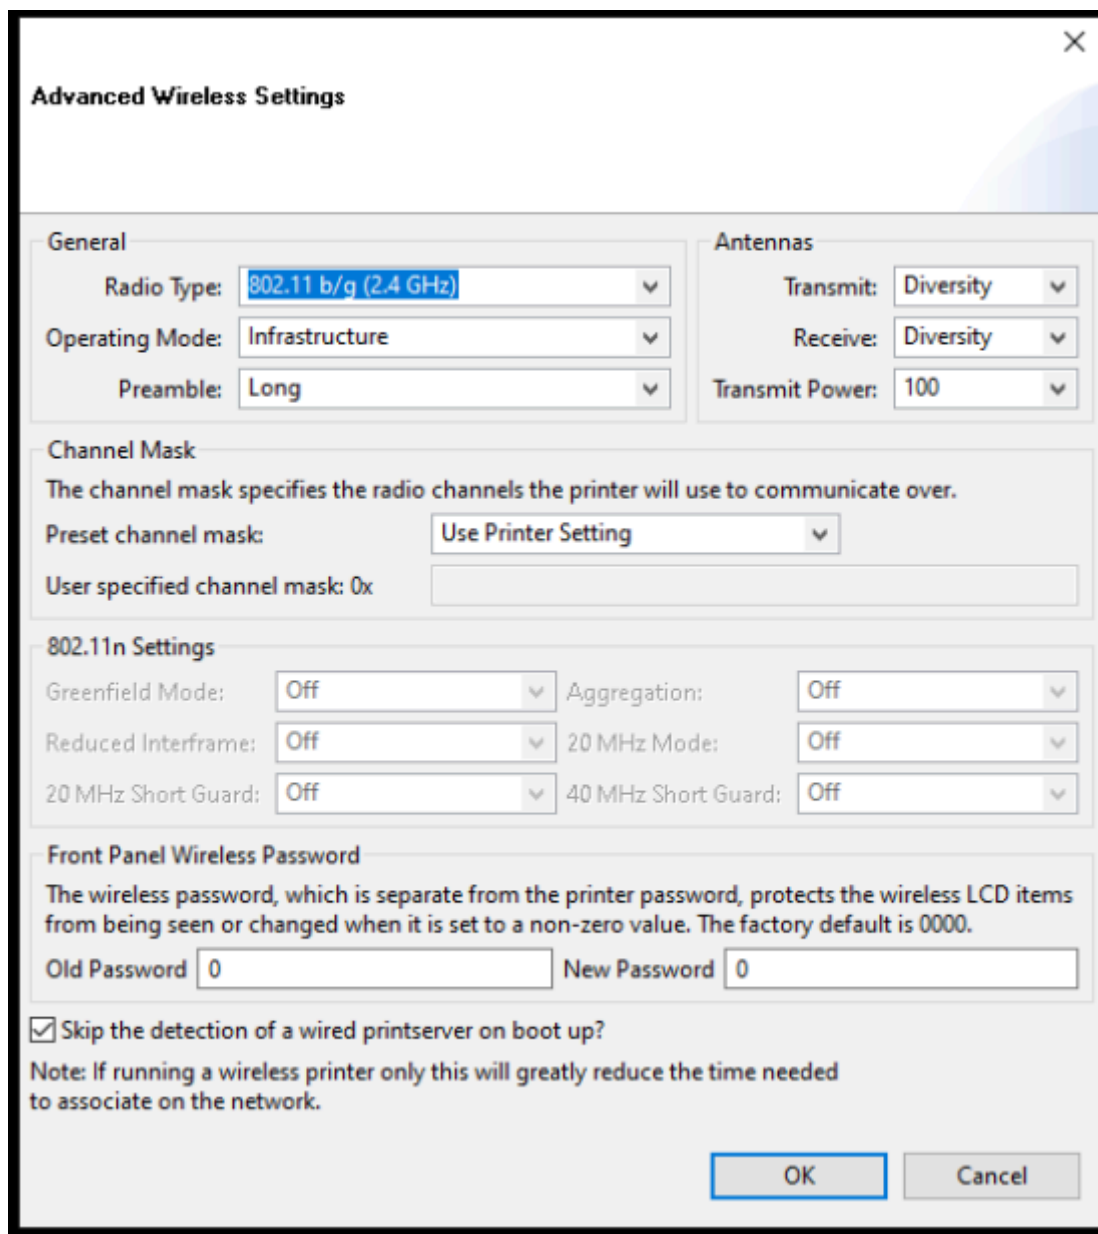 Advanced Wireless Settings
General
Radio Type: 802.11 b/g (2.4 GHz)
Operating Mode: Infrastructure
Preamble: Long
Antennas
Transmit: Diversity
Receive: Diversity
Transmit Power: 100
Channel Mask
The channel mask specifies the radio channels the printer will use to communicate over.
Preset channel mask: Use Printer Setting
User specified channel mask: 0x
802.11n Settings
Greenfield Mode: Off Aggregation: Off
Reduced Interframe: Off 20 MHz Mode: Off
20 MHz Short Guard: Off 40 MHz Short Guard: Off
Front Panel Wireless Password
The wireless password, which is separate from the printer password, protects the wireless LCD items
from being seen or changed when it is set to a non-zero value. The factory default is 0000.
Old Password 0 New Password 0
Skip the detection of a wired printserver on boot up?
Note: If running a wireless printer only this will greatly reduce the time needed
to associate on the network.
OK Cancel